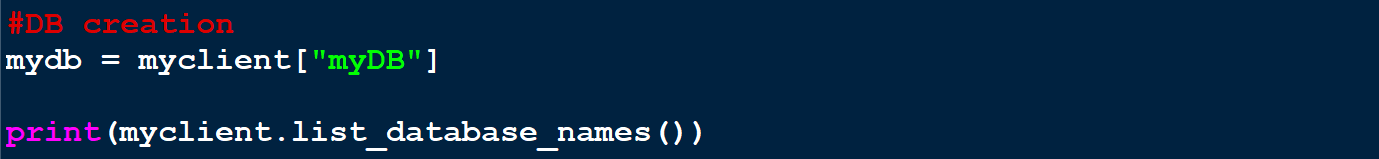 #DB creation
mydb = myclient["myDB"]
print(myclient.list_database_names())